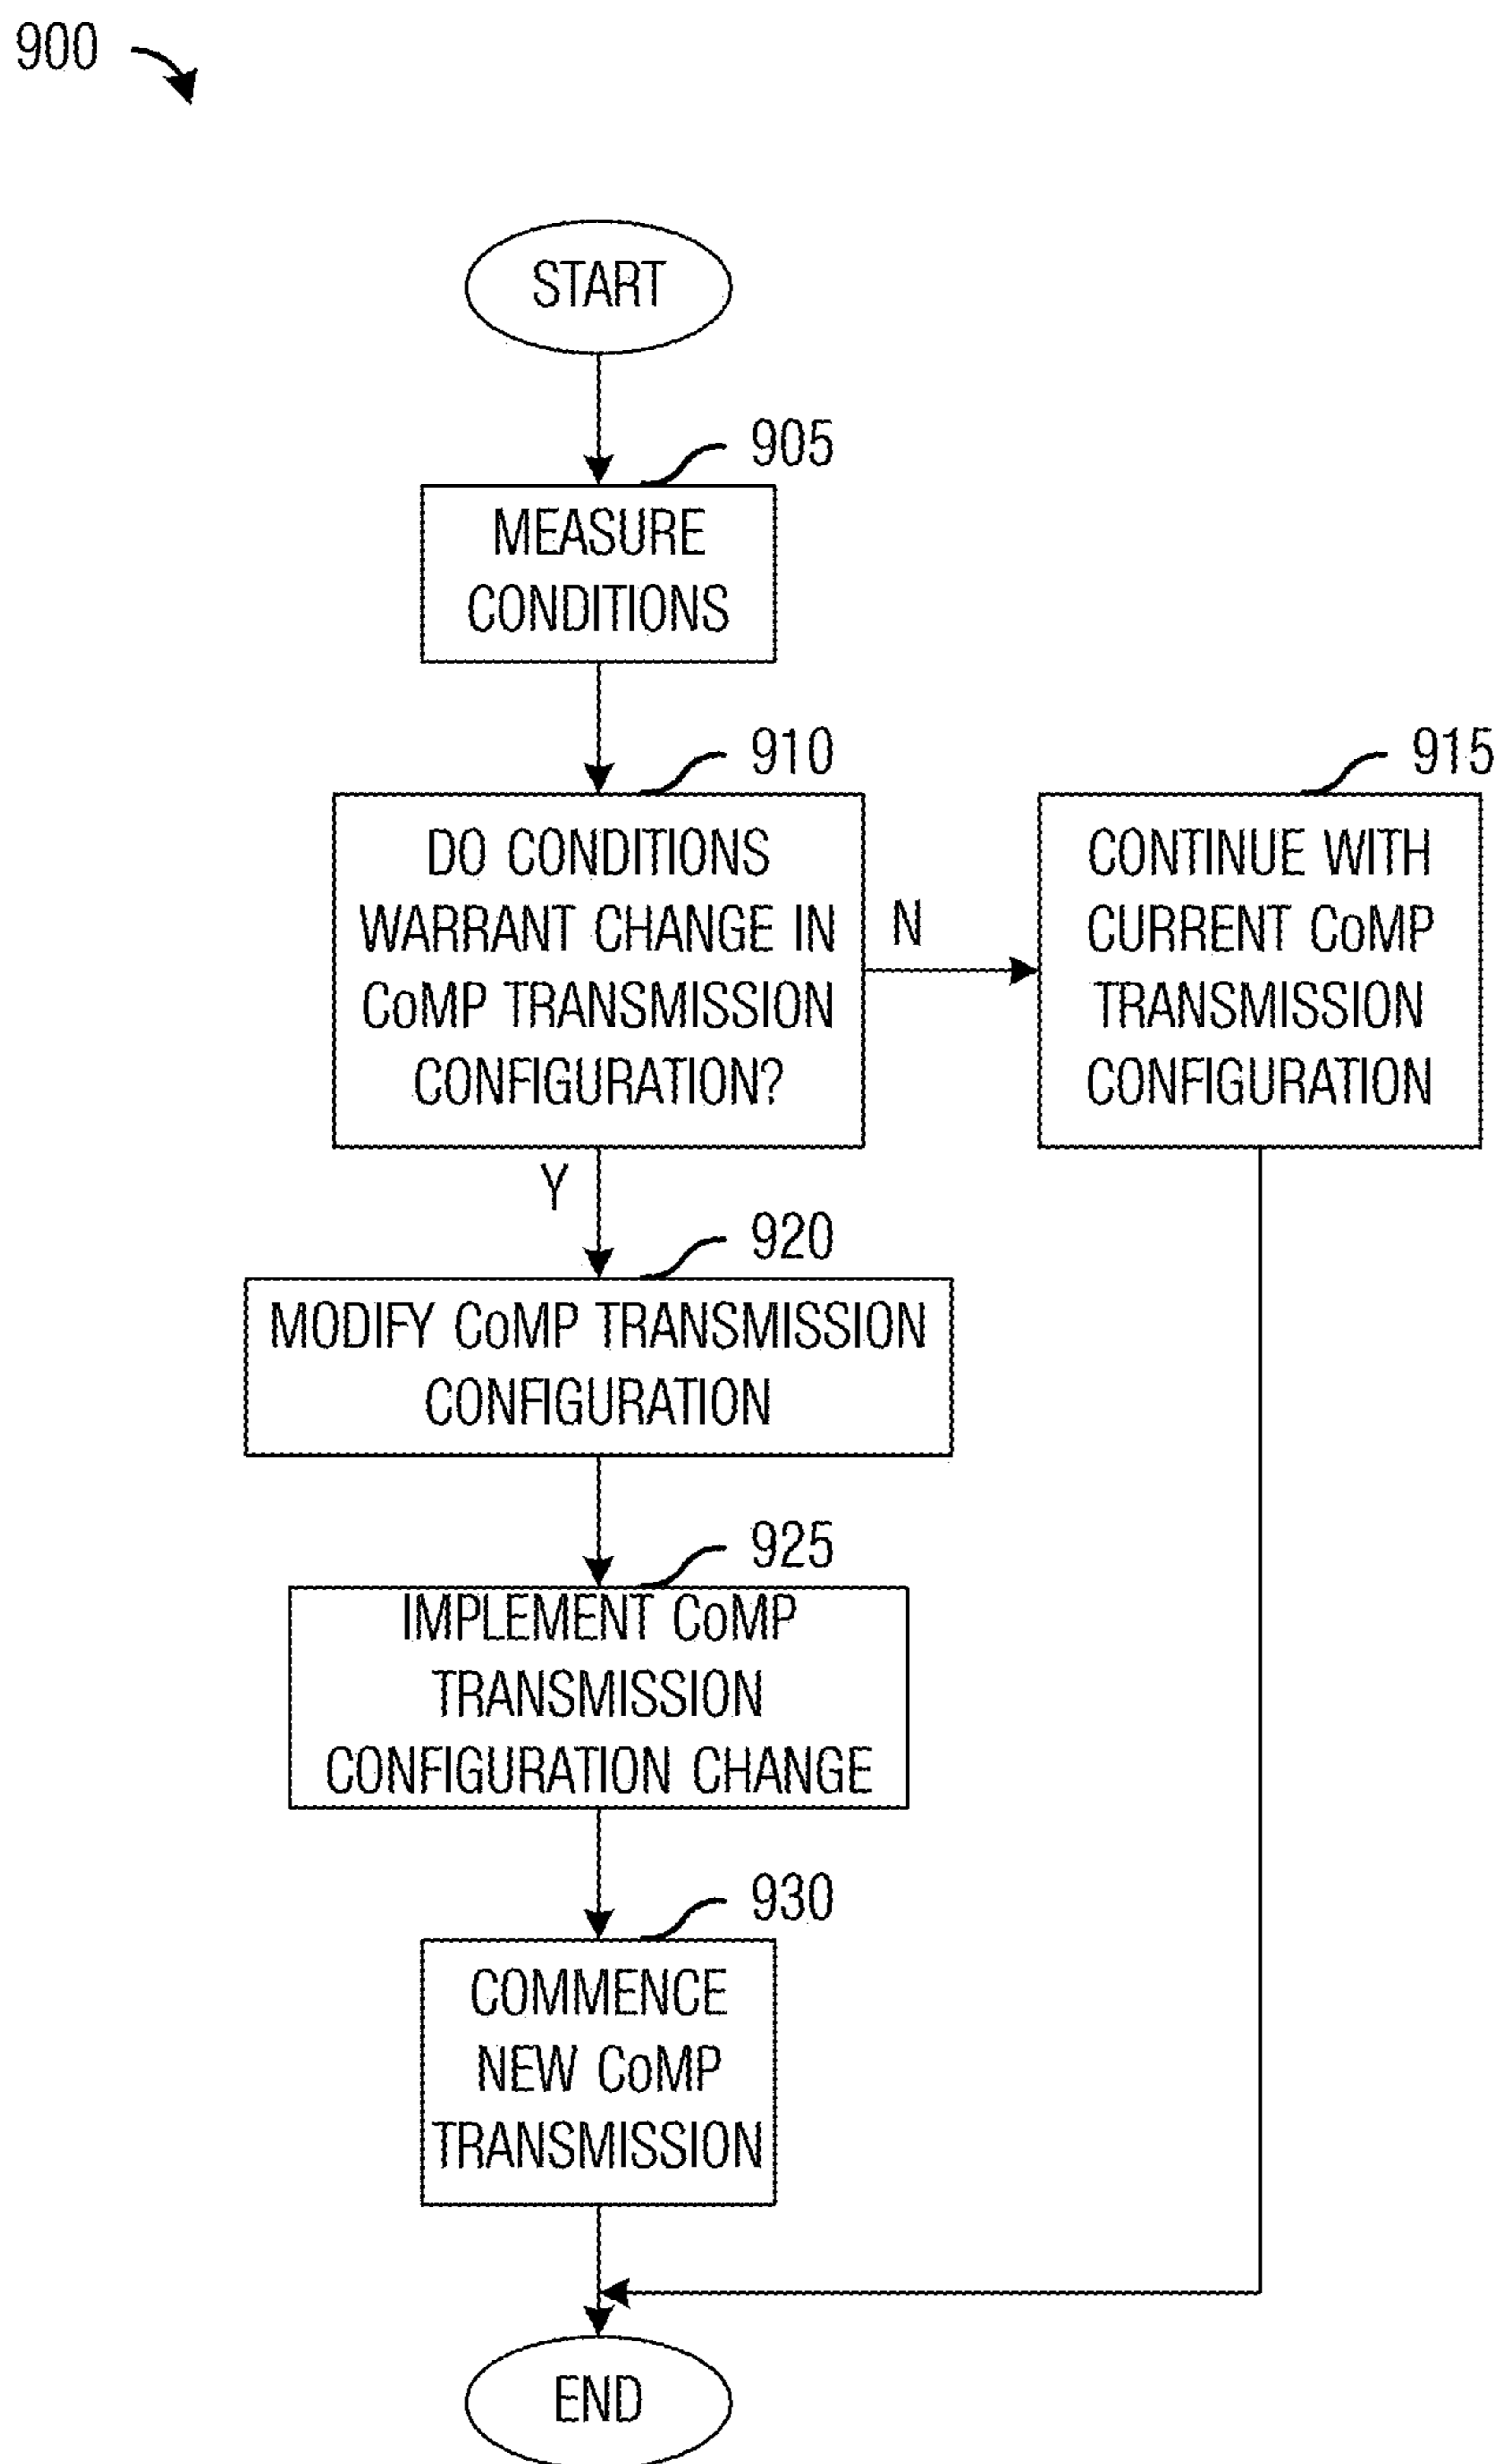 900
START
905
MEASURE
CONDITIONS
910
DO CONDITIONS
WARRANT CHANGE IN
CoMP TRANSMISSION
CONFIGURATION?
N
915
CONTINUE WITH
CURRENT CoMP
TRANSMISSION
CONFIGURATION
Y
920
MODIFY CoMP TRANSMISSION
CONFIGURATION
925
IMPLEMENT CoMP
TRANSMISSION
CONFIGURATION CHANGE
930
COMMENCE
NEW CoMP
TRANSMISSION
END